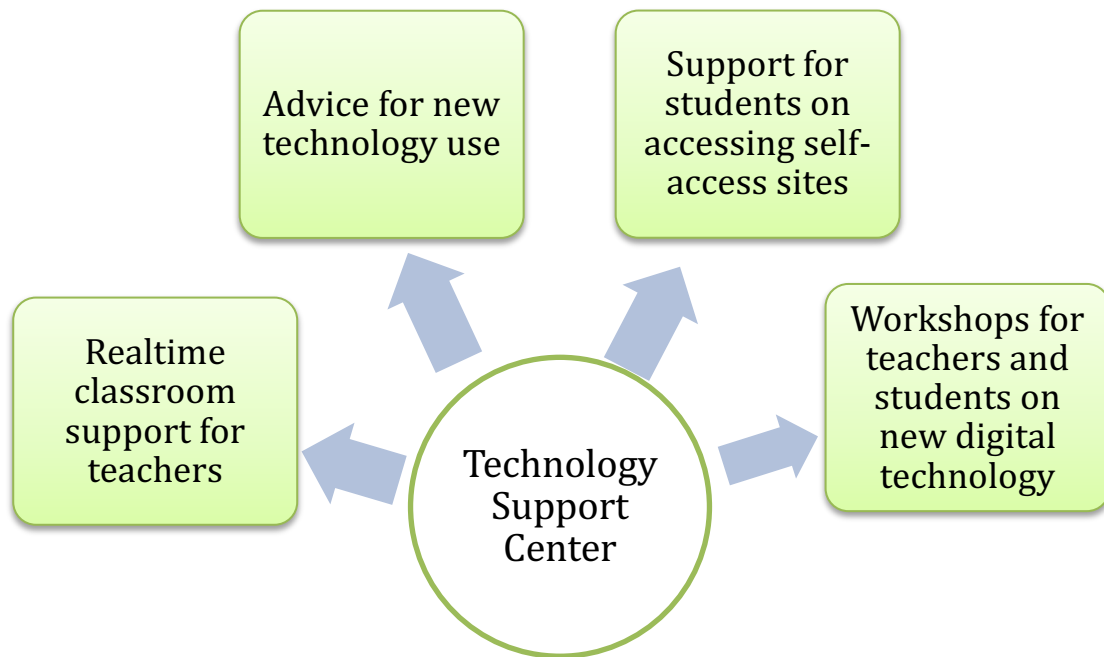 Advice for new
technology use
Support for
students on
accessing self-
access sites
Realtime
classroom
support for
teachers
Workshops for
teachers and
students on
new digital
technology
Technology
Support
Center